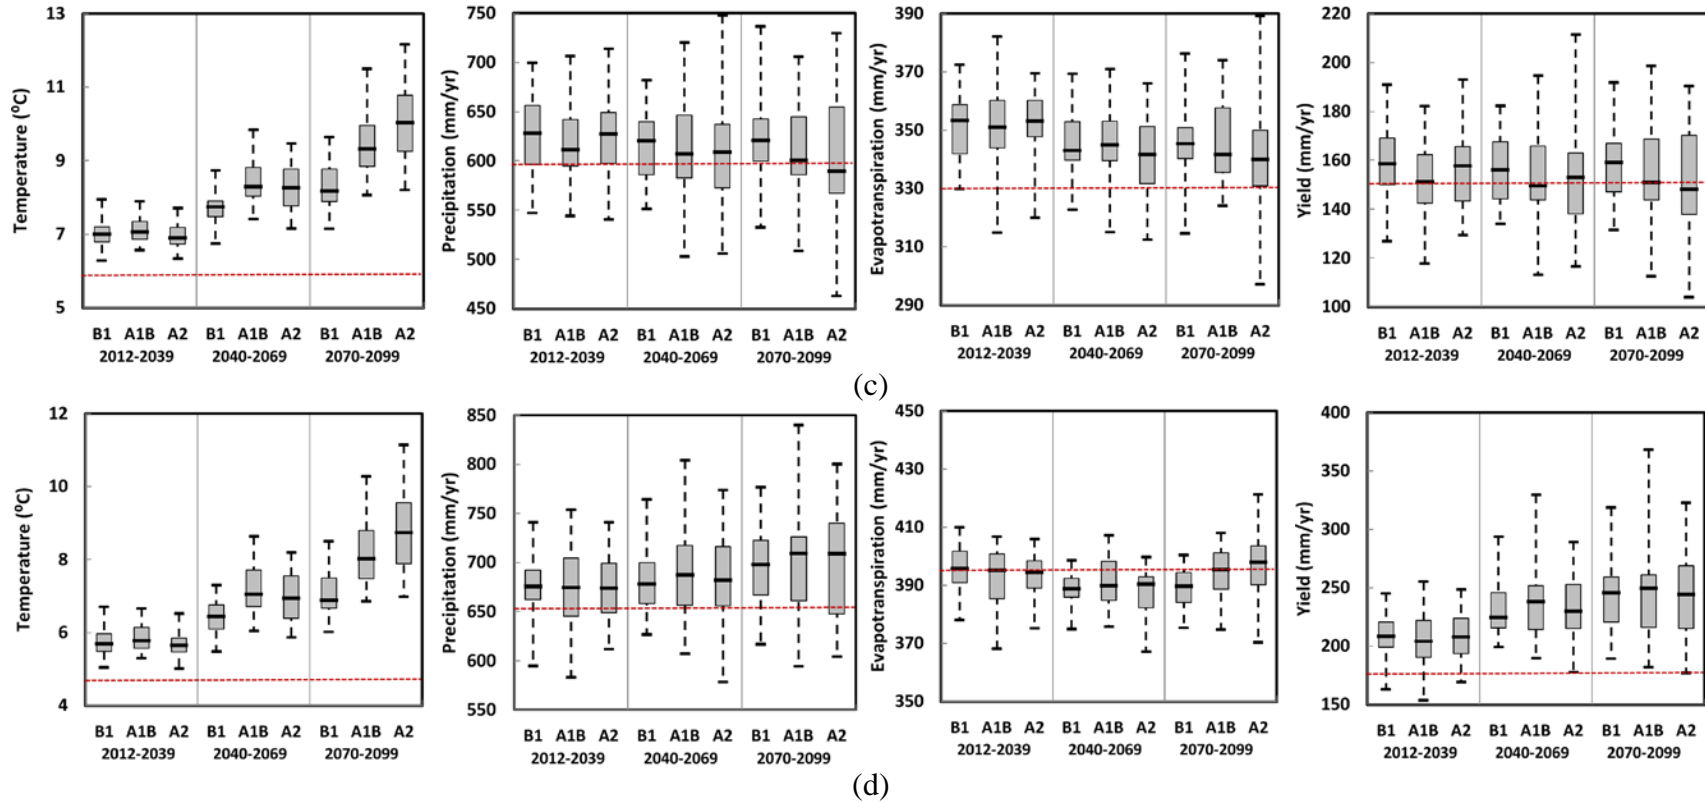 Temperature (⁰C)
13
11
9
7
5
B1 A1B A2 B1 A1B A2 B1 A1B A2
2012-2039 2040-2069 2070-2099
Precipitation (mm/yr)
750
700
650
600
550
500
450
B1 A1B A2 B1 A1B A2 B1 A1B A2
2012-2039 2040-2069 2070-2099
Evapotranspiration (mm/yr)
390
370
350
330
310
290
B1 A1B A2 B1 A1B A2 B1 A1B A2
2012-2039 2040-2069 2070-2099
Yield (mm/yr)
220
200
180
160
140
120
100
B1 A1B A2 B1 A1B A2 B1 A1B A2
2012-2039 2040-2069 2070-2099
(c)
Temperature (⁰C)
12
10
8
6
4
B1 A1B A2 B1 A1B A2 B1 A1B A2
2012-2039 2040-2069 2070-2099
Precipitation (mm/yr)
850
800
750
700
650
600
550
B1 A1B A2 B1 A1B A2 B1 A1B A2
2012-2039 2040-2069 2070-2099
Evapotranspiration (mm/yr)
450
430
410
390
370
350
B1 A1B A2 B1 A1B A2 B1 A1B A2
2012-2039 2040-2069 2070-2099
Yield (mm/yr)
400
350
300
250
200
150
B1 A1B A2 B1 A1B A2 B1 A1B A2
2012-2039 2040-2069 2070-2099
(d)